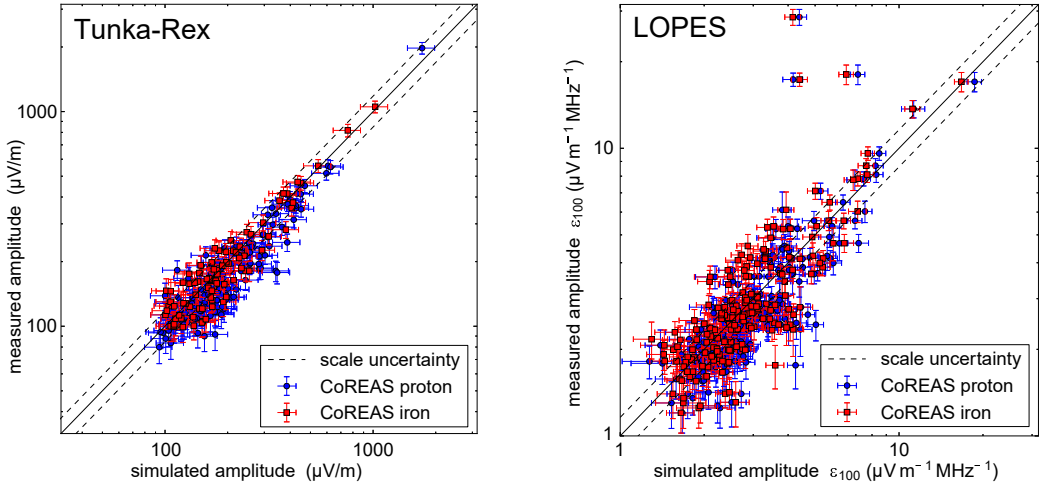 Tunka-Rex
measured amplitude (µV/m)
1000
100
scale uncertainty
CoREAS proton
CoREAS iron
100
1000
simulated amplitude (µV/m)
LOPES
measured amplitude ε₁₀₀ (µV m⁻¹ MHz⁻¹)
10
1
scale uncertainty
CoREAS proton
CoREAS iron
1
10
simulated amplitude ε₁₀₀ (µV m⁻¹ MHz⁻¹)